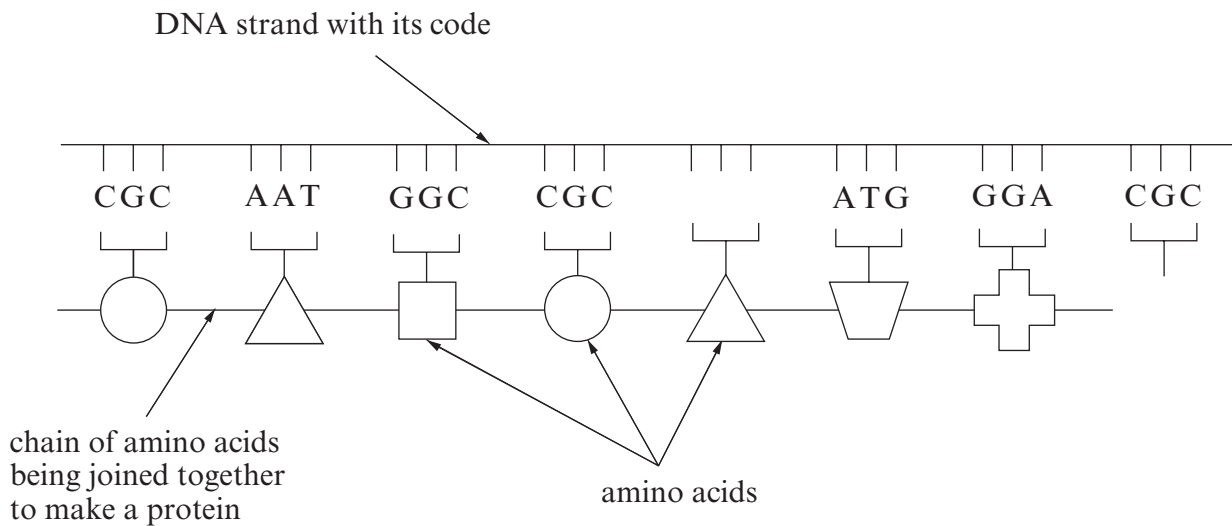 DNA strand with its code
CGC AAT GGC CGC ATG GGA CGC
chain of amino acids
being joined together
to make a protein
amino acids